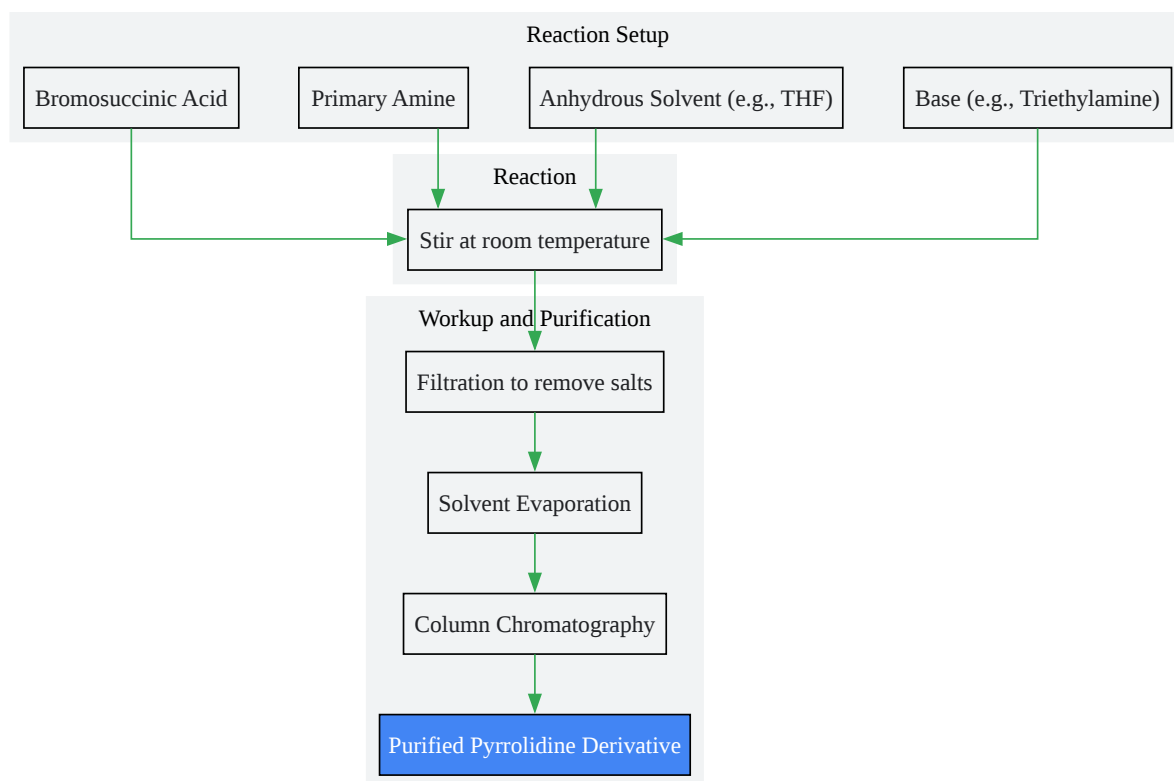 Reaction Setup
Bromosuccinic Acid
Primary Amine
Anhydrous Solvent (e.g., THF)
Base (e.g., Triethylamine)
Reaction
Stir at room temperature
Workup and Purification
Filtration to remove salts
Solvent Evaporation
Column Chromatography
Purified Pyrrolidine Derivative